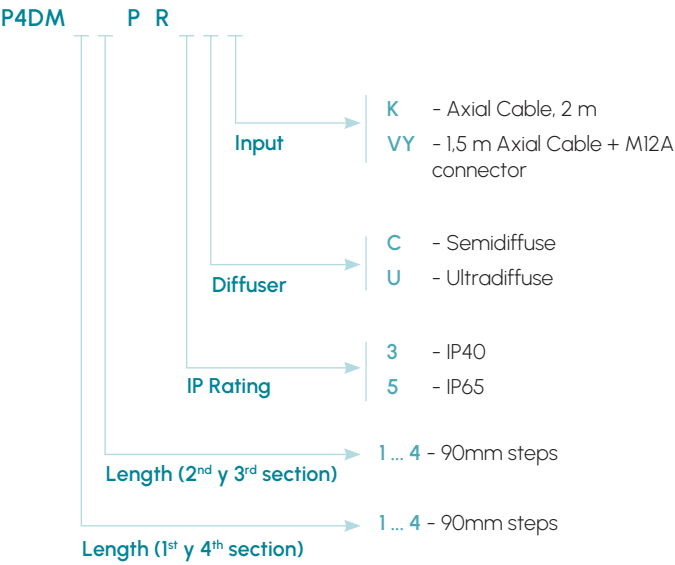 P4DM P R
K - Axial Cable, 2 m
Input
VY - 1,5 m Axial Cable + M12A
connector
C - Semidiffuse
Diffuser
U - Ultradiffuse
3 - IP40
IP Rating
5 - IP65
1 ... 4 - 90mm steps
Length (2nd y 3rd section)
1 ... 4 - 90mm steps
Length (1st y 4th section)